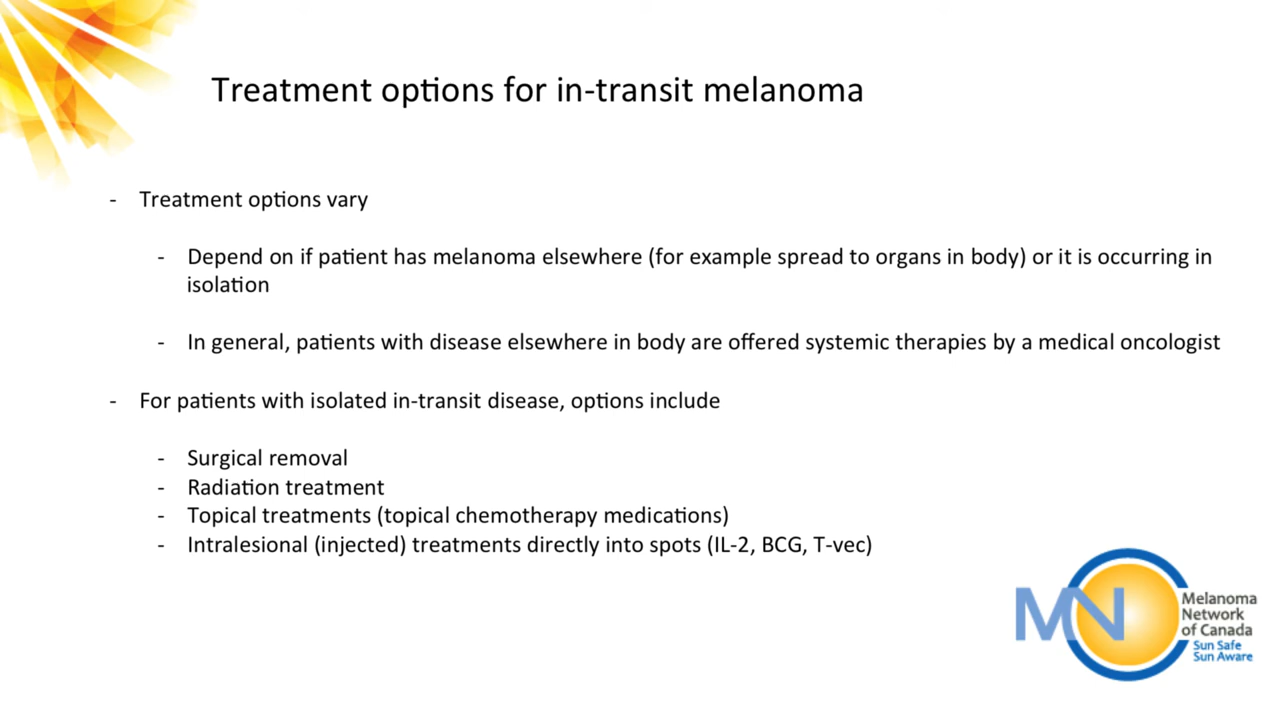 Treatment options for in-transit melanoma
- Treatment options vary
- Depend on if patient has melanoma elsewhere (for example spread to organs in body) or it is occurring in
isolation
- In general, patients with disease elsewhere in body are offered systemic therapies by a medical oncologist
- For patients with isolated in-transit disease, options include
- Surgical removal
- Radiation treatment
- Topical treatments (topical chemotherapy medications)
- Intralesional (injected) treatments directly into spots (IL-2, BCG, T-vec)
MN
Melanoma
Network
of Canada
Sun Safe
Sun Aware